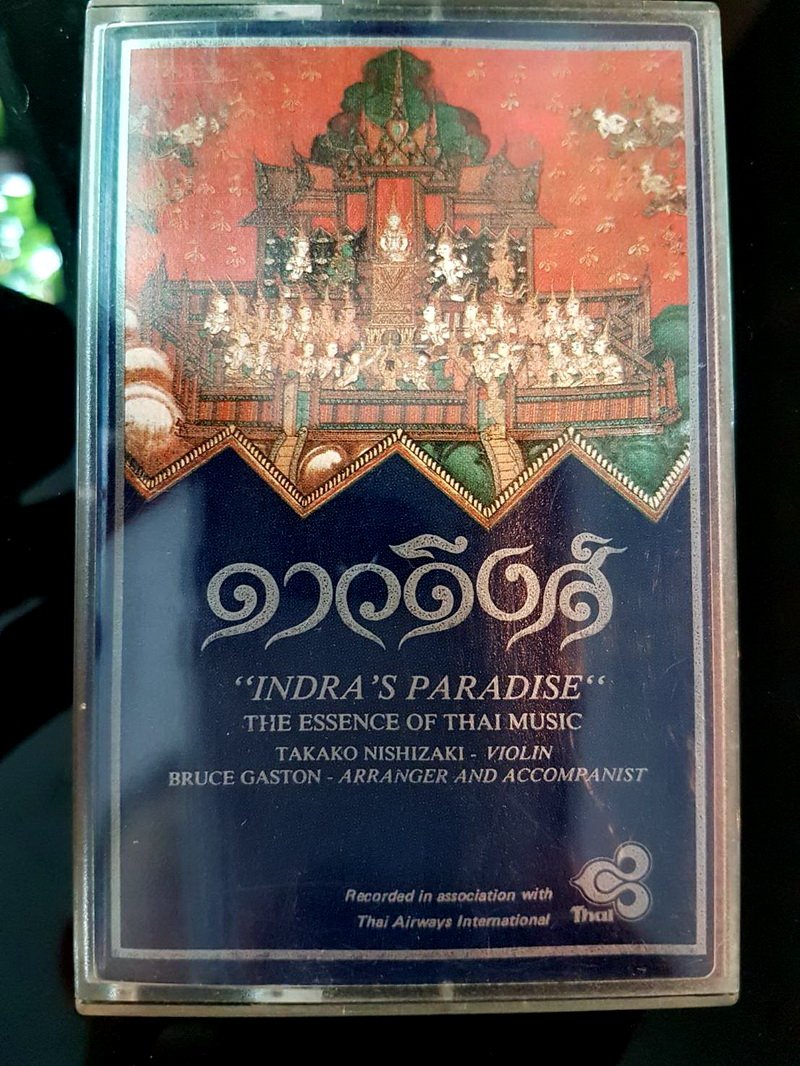 ดาวดึงส์
“INDRA’S PARADISE“
THE ESSENCE OF THAI MUSIC
TAKAKO NISHIZAKI - VIOLIN
BRUCE GASTON - ARRANGER AND ACCOMPANIST
Recorded in association with
Thai Airways International
Thai